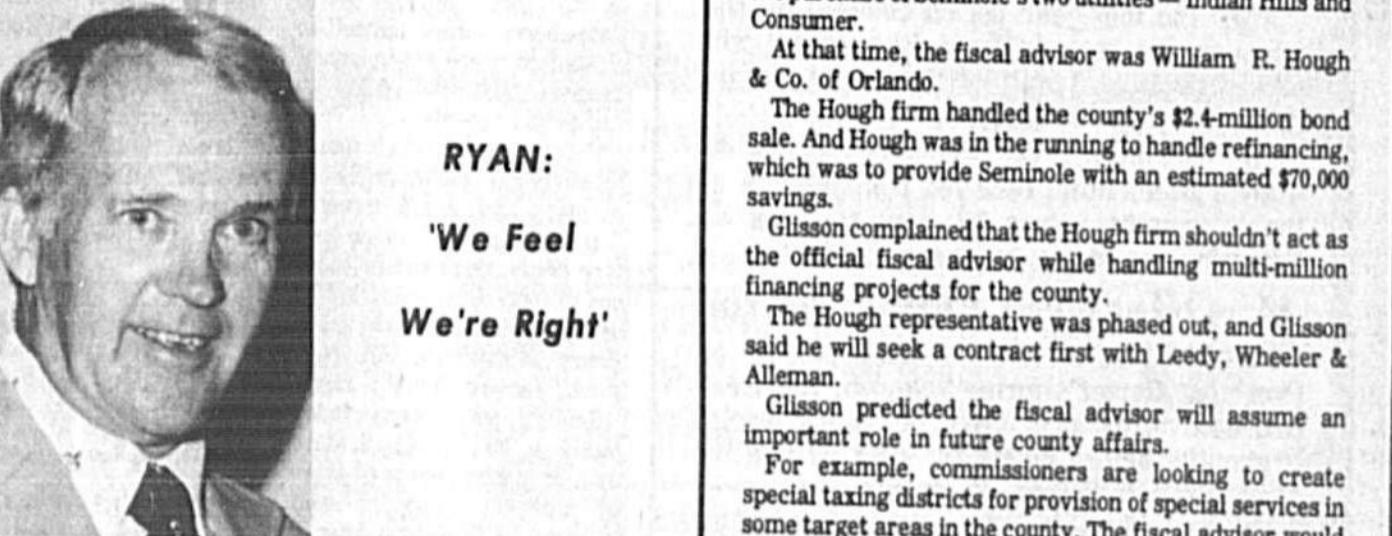 RYAN:
'We Feel
We're Right'
Indian Hills and
Consumer.
At that time, the fiscal advisor was William R. Hough
& Co. of Orlando.
The Hough firm handled the county's $2.4-million bond
sale. And Hough was in the running to handle refinancing,
which was to provide Seminole with an estimated $70,000
savings.
Glisson complained that the Hough firm shouldn't act as
the official fiscal advisor while handling multi-million
financing projects for the county.
The Hough representative was phased out, and Glisson
said he will seek a contract first with Leedy, Wheeler &
Alleman.
Glisson predicted the fiscal advisor will assume an
important role in future county affairs.
For example, commissioners are looking to create
special taxing districts for provision of special services in
some target areas in the county. The fiscal advisor would